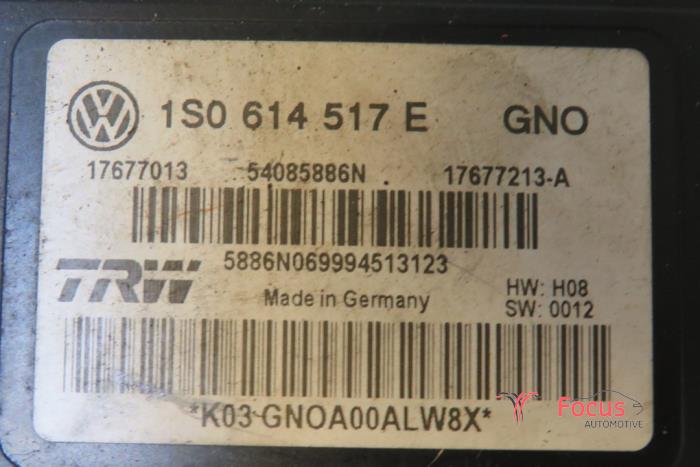 1S0 614 517 E GNO
17677013 54085886N 17677213-A
5886N069994513123
TRW
Made in Germany
HW: H08
SW: 0012
*K03-GNOA00ALW8X*
Focus
AUTOMOTIVE